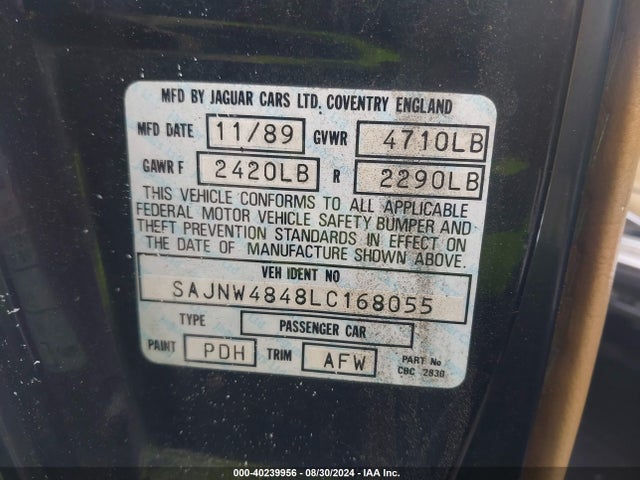 MFD BY JAGUAR CARS LTD. COVENTRY ENGLAND
MFD DATE 11/89 GVWR 4710LB
GAWR F 2420LB R 2290LB
THIS VEHICLE CONFORMS TO ALL APPLICABLE
FEDERAL MOTOR VEHICLE SAFETY BUMPER AND
THEFT PREVENTION STANDARDS IN EFFECT ON
THE DATE OF MANUFACTURE SHOWN ABOVE.
VEH IDENT NO
SAJNW4848LC168055
TYPE PASSENGER CAR
PAINT PDH TRIM AFW PART No
CBC 2830
000-40239956 - 08/30/2024 - IAA Inc.